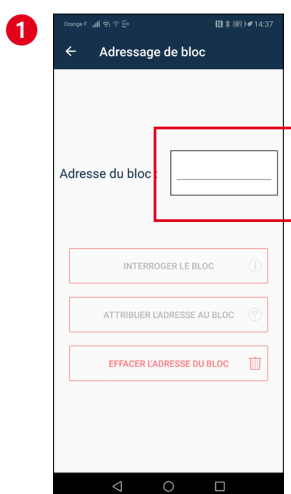 1
Orange F 14:37
Adressage de bloc
Adresse du bloc :
INTERROGER LE BLOC
ATTRIBUER L'ADRESSE AU BLOC
EFFACER L'ADRESSE DU BLOC